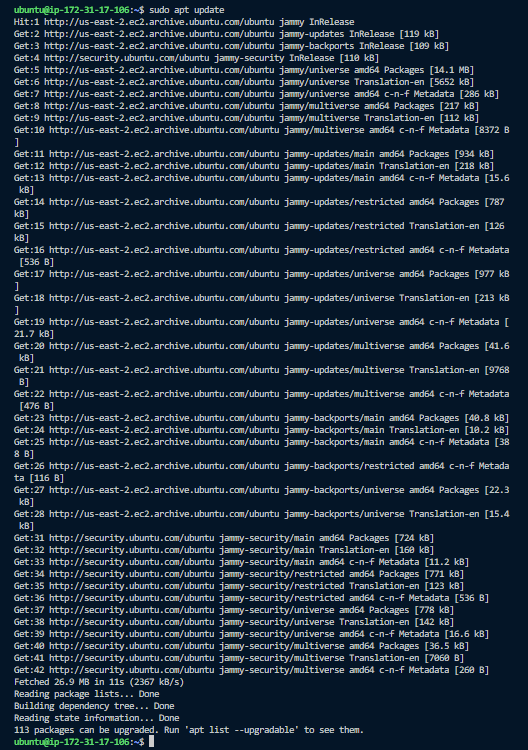 ubuntu@ip-172-31-17-106:~$ sudo apt update
Hit:1 http://us-east-2.ec2.archive.ubuntu.com/ubuntu jammy InRelease
Get:2 http://us-east-2.ec2.archive.ubuntu.com/ubuntu jammy-updates InRelease [119 kB]
Get:3 http://us-east-2.ec2.archive.ubuntu.com/ubuntu jammy-backports InRelease [109 kB]
Get:4 http://security.ubuntu.com/ubuntu jammy-security InRelease [110 kB]
Get:5 http://us-east-2.ec2.archive.ubuntu.com/ubuntu jammy/universe amd64 Packages [14.1 MB]
Get:6 http://us-east-2.ec2.archive.ubuntu.com/ubuntu jammy/universe Translation-en [5652 kB]
Get:7 http://us-east-2.ec2.archive.ubuntu.com/ubuntu jammy/universe amd64 c-n-f Metadata [286 kB]
Get:8 http://us-east-2.ec2.archive.ubuntu.com/ubuntu jammy/multiverse amd64 Packages [217 kB]
Get:9 http://us-east-2.ec2.archive.ubuntu.com/ubuntu jammy/multiverse Translation-en [112 kB]
Get:10 http://us-east-2.ec2.archive.ubuntu.com/ubuntu jammy/multiverse amd64 c-n-f Metadata [8372 B
]
Get:11 http://us-east-2.ec2.archive.ubuntu.com/ubuntu jammy-updates/main amd64 Packages [934 kB]
Get:12 http://us-east-2.ec2.archive.ubuntu.com/ubuntu jammy-updates/main Translation-en [218 kB]
Get:13 http://us-east-2.ec2.archive.ubuntu.com/ubuntu jammy-updates/main amd64 c-n-f Metadata [15.6
 kB]
Get:14 http://us-east-2.ec2.archive.ubuntu.com/ubuntu jammy-updates/restricted amd64 Packages [787
kB]
Get:15 http://us-east-2.ec2.archive.ubuntu.com/ubuntu jammy-updates/restricted Translation-en [126
kB]
Get:16 http://us-east-2.ec2.archive.ubuntu.com/ubuntu jammy-updates/restricted amd64 c-n-f Metadata
 [536 B]
Get:17 http://us-east-2.ec2.archive.ubuntu.com/ubuntu jammy-updates/universe amd64 Packages [977 kB
]
Get:18 http://us-east-2.ec2.archive.ubuntu.com/ubuntu jammy-updates/universe Translation-en [213 kB
]
Get:19 http://us-east-2.ec2.archive.ubuntu.com/ubuntu jammy-updates/universe amd64 c-n-f Metadata [
21.7 kB]
Get:20 http://us-east-2.ec2.archive.ubuntu.com/ubuntu jammy-updates/multiverse amd64 Packages [41.6
 kB]
Get:21 http://us-east-2.ec2.archive.ubuntu.com/ubuntu jammy-updates/multiverse Translation-en [9768
B]
Get:22 http://us-east-2.ec2.archive.ubuntu.com/ubuntu jammy-updates/multiverse amd64 c-n-f Metadata
 [476 B]
Get:23 http://us-east-2.ec2.archive.ubuntu.com/ubuntu jammy-backports/main amd64 Packages [40.8 kB]
Get:24 http://us-east-2.ec2.archive.ubuntu.com/ubuntu jammy-backports/main Translation-en [10.2 kB]
Get:25 http://us-east-2.ec2.archive.ubuntu.com/ubuntu jammy-backports/main amd64 c-n-f Metadata [38
8 B]
Get:26 http://us-east-2.ec2.archive.ubuntu.com/ubuntu jammy-backports/restricted amd64 c-n-f Metada
ta [116 B]
Get:27 http://us-east-2.ec2.archive.ubuntu.com/ubuntu jammy-backports/universe amd64 Packages [22.3
 kB]
Get:28 http://us-east-2.ec2.archive.ubuntu.com/ubuntu jammy-backports/universe Translation-en [15.4
 kB]
Get:31 http://security.ubuntu.com/ubuntu jammy-security/main amd64 Packages [724 kB]
Get:32 http://security.ubuntu.com/ubuntu jammy-security/main Translation-en [160 kB]
Get:33 http://security.ubuntu.com/ubuntu jammy-security/main amd64 c-n-f Metadata [11.2 kB]
Get:34 http://security.ubuntu.com/ubuntu jammy-security/restricted amd64 Packages [771 kB]
Get:35 http://security.ubuntu.com/ubuntu jammy-security/restricted Translation-en [123 kB]
Get:36 http://security.ubuntu.com/ubuntu jammy-security/restricted amd64 c-n-f Metadata [536 B]
Get:37 http://security.ubuntu.com/ubuntu jammy-security/universe amd64 Packages [778 kB]
Get:38 http://security.ubuntu.com/ubuntu jammy-security/universe Translation-en [142 kB]
Get:39 http://security.ubuntu.com/ubuntu jammy-security/universe amd64 c-n-f Metadata [16.6 kB]
Get:40 http://security.ubuntu.com/ubuntu jammy-security/multiverse amd64 Packages [36.5 kB]
Get:41 http://security.ubuntu.com/ubuntu jammy-security/multiverse Translation-en [7060 B]
Get:42 http://security.ubuntu.com/ubuntu jammy-security/multiverse amd64 c-n-f Metadata [260 B]
Fetched 26.9 MB in 11s (2367 kB/s)
Reading package lists... Done
Building dependency tree... Done
Reading state information... Done
113 packages can be upgraded. Run 'apt list --upgradable' to see them.
ubuntu@ip-172-31-17-106:~$